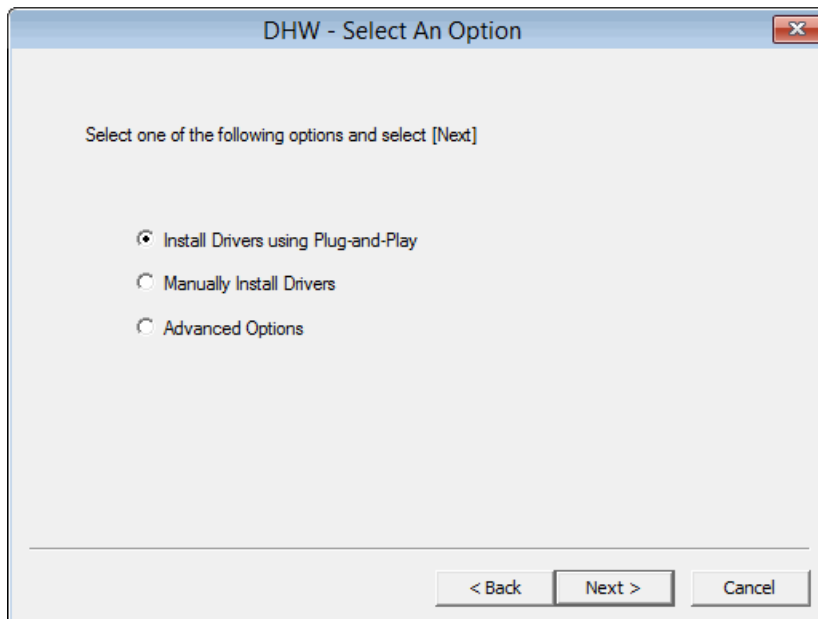 DHW - Select An Option
Select one of the following options and select [Next]
Install Drivers using Plug-and-Play
Manually Install Drivers
Advanced Options
< Back Next > Cancel